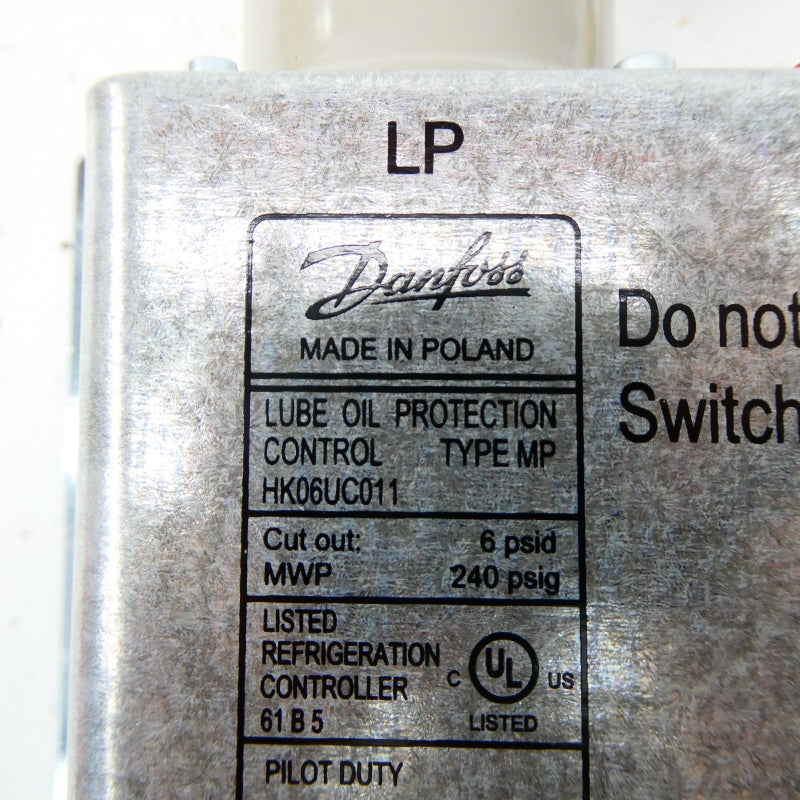 LP
Danfoss
MADE IN POLAND
LUBE OIL PROTECTION
CONTROL TYPE MP
HK06UC011
Cut out: 6 psid
MWP 240 psig
LISTED
REFRIGERATION
CONTROLLER
61 B 5
C UL US
LISTED
PILOT DUTY
Do not
Switch